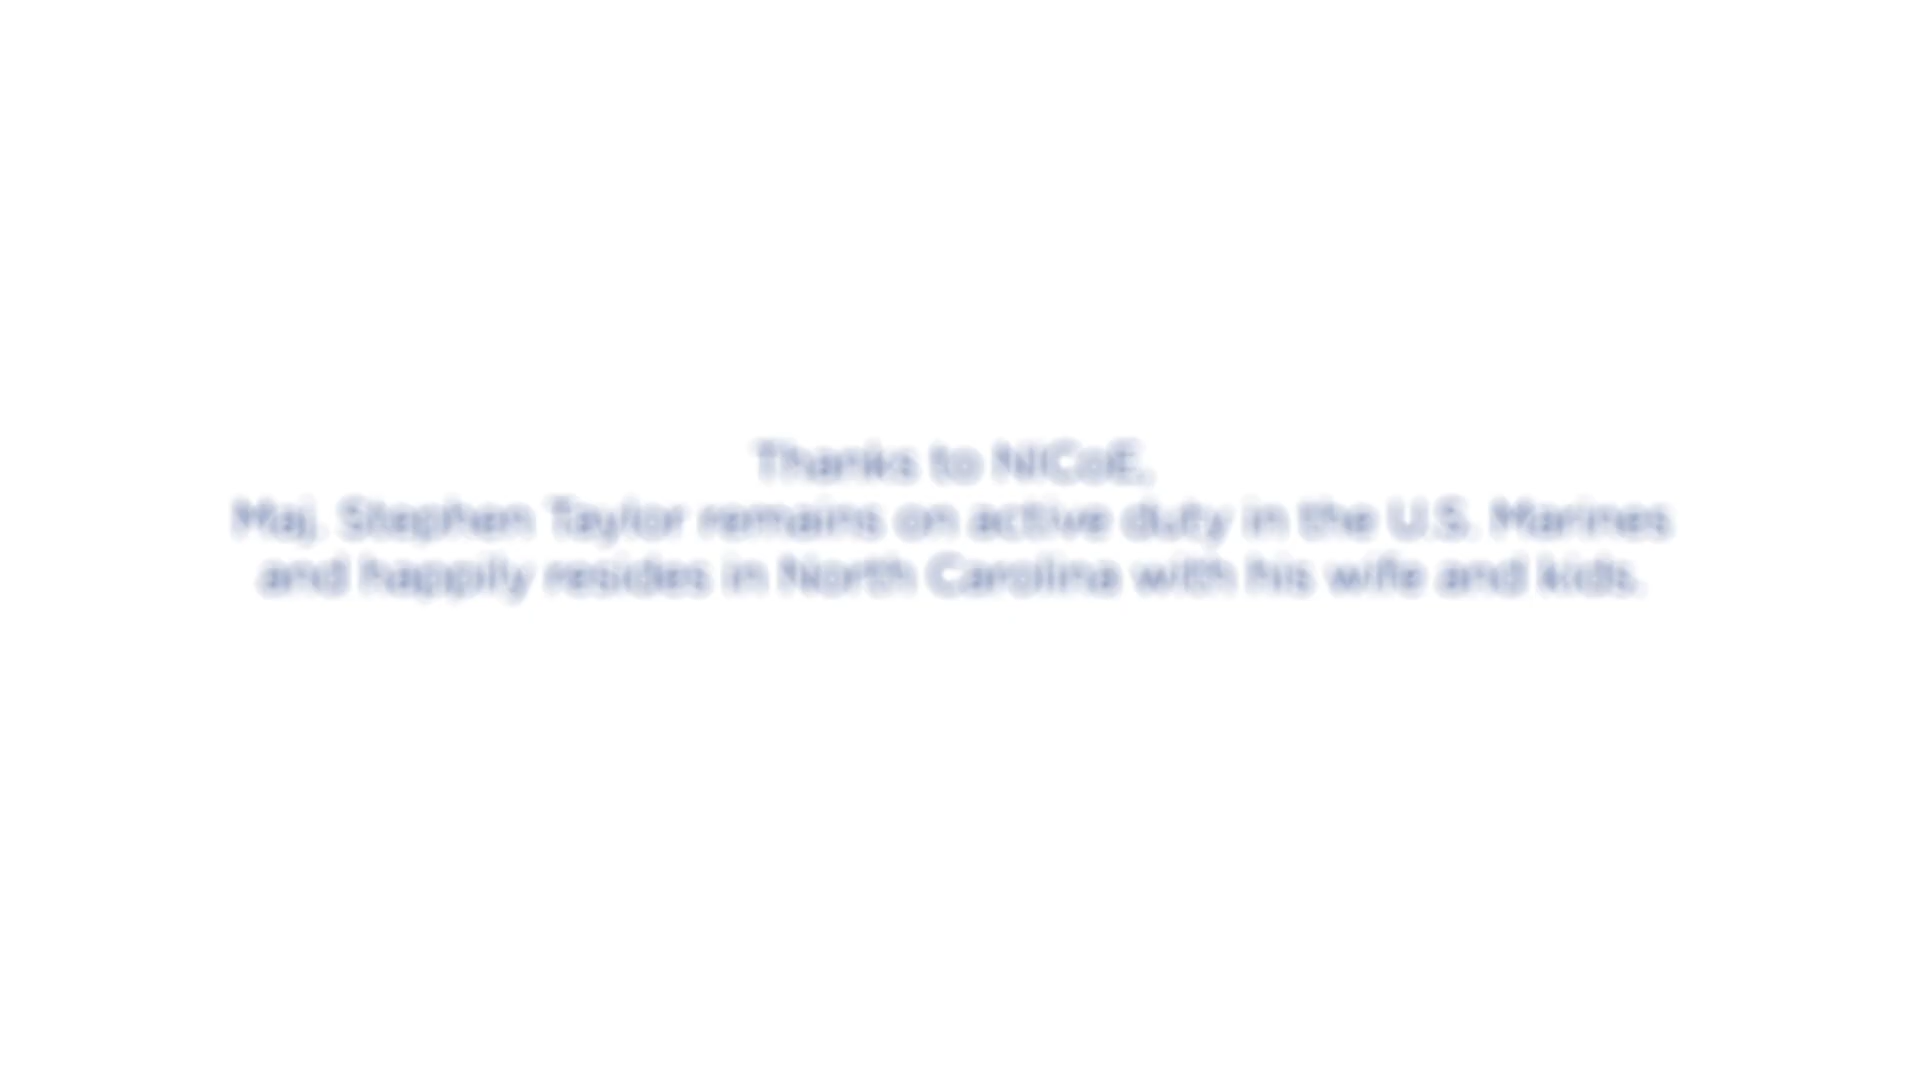 Thanks to NICoE,
Maj. Stephen Taylor remains on active duty in the U.S. Marines
and happily resides in North Carolina with his wife and kids.